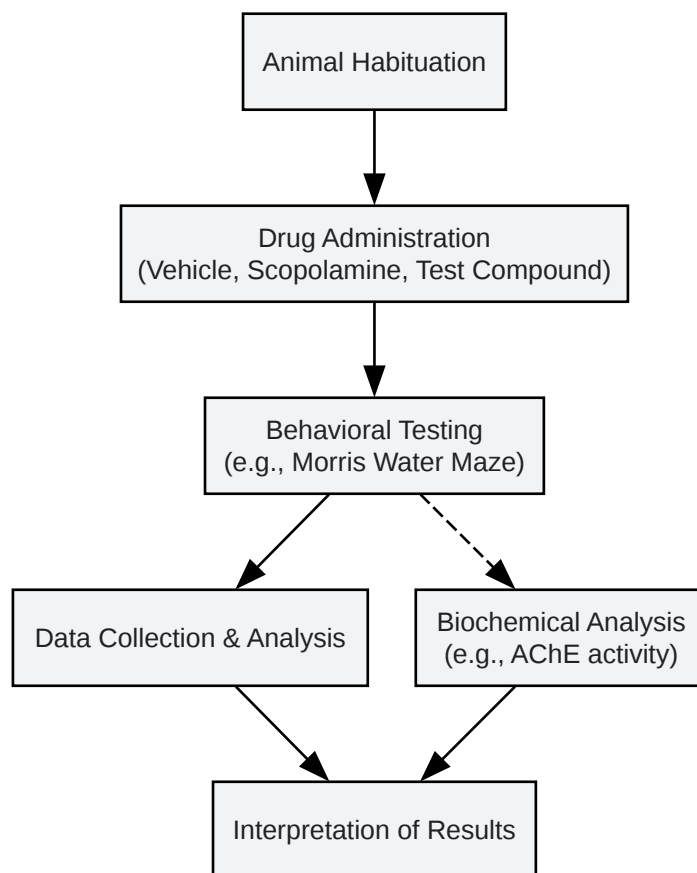 Animal Habituation
Drug Administration
(Vehicle, Scopolamine, Test Compound)
Behavioral Testing
(e.g., Morris Water Maze)
Data Collection & Analysis
Biochemical Analysis
(e.g., AChE activity)
Interpretation of Results